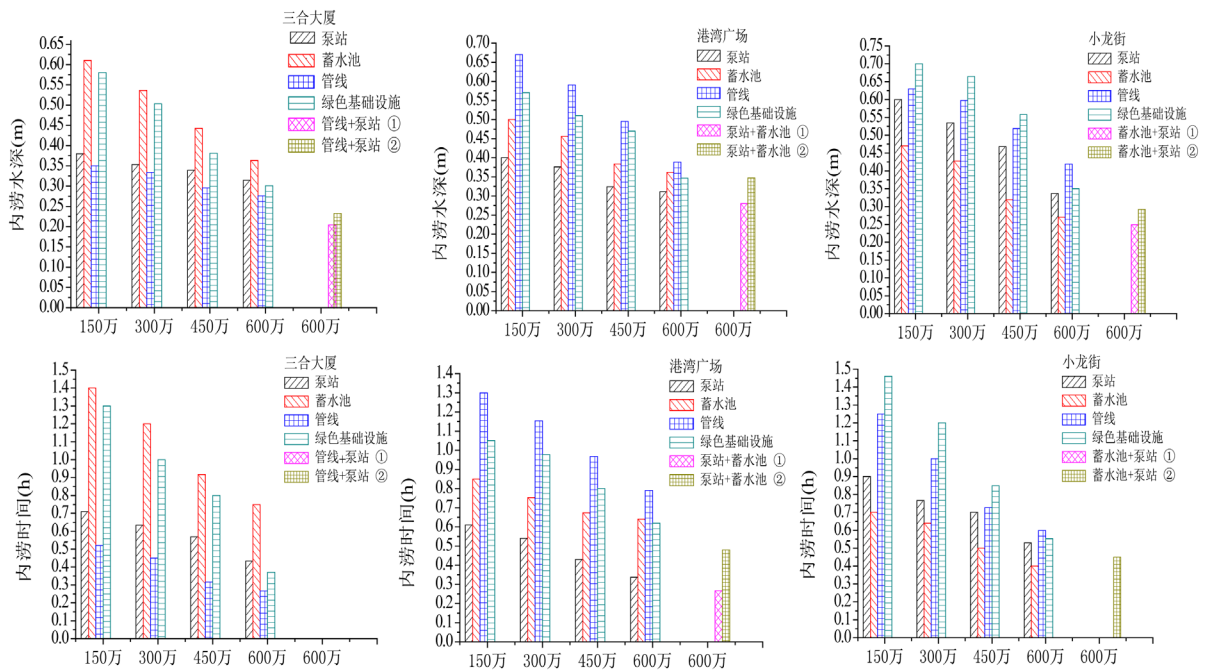 三合大厦
泵站
蓄水池
管线
绿色基础设施
管线+泵站 ①
管线+泵站 ②
内涝水深(m)
0.65
0.60
0.55
0.50
0.45
0.40
0.35
0.30
0.25
0.20
0.15
0.10
0.05
0.00
150万 300万 450万 600万 600万
港湾广场
泵站
蓄水池
管线
绿色基础设施
泵站+蓄水池 ①
泵站+蓄水池 ②
内涝水深(m)
0.70
0.65
0.60
0.55
0.50
0.45
0.40
0.35
0.30
0.25
0.20
0.15
0.10
0.05
0.00
150万 300万 450万 600万 600万
小龙街
泵站
蓄水池
管线
绿色基础设施
蓄水池+泵站 ①
蓄水池+泵站 ②
内涝水深(m)
0.75
0.70
0.65
0.60
0.55
0.50
0.45
0.40
0.35
0.30
0.25
0.20
0.15
0.10
0.05
0.00
150万 300万 450万 600万 600万
三合大厦
泵站
蓄水池
管线
绿色基础设施
管线+泵站 ①
管线+泵站 ②
内涝时间(h)
1.5
1.4
1.3
1.2
1.1
1.0
0.9
0.8
0.7
0.6
0.5
0.4
0.3
0.2
0.1
0.0
150万 300万 450万 600万 600万
港湾广场
泵站
蓄水池
管线
绿色基础设施
泵站+蓄水池 ①
泵站+蓄水池 ②
内涝时间(h)
1.4
1.3
1.2
1.1
1.0
0.9
0.8
0.7
0.6
0.5
0.4
0.3
0.2
0.1
0.0
150万 300万 450万 600万 600万
小龙街
泵站
蓄水池
管线
绿色基础设施
蓄水池+泵站 ①
蓄水池+泵站 ②
内涝时间(h)
1.5
1.4
1.3
1.2
1.1
1.0
0.9
0.8
0.7
0.6
0.5
0.4
0.3
0.2
0.1
0.0
150万 300万 450万 600万 600万